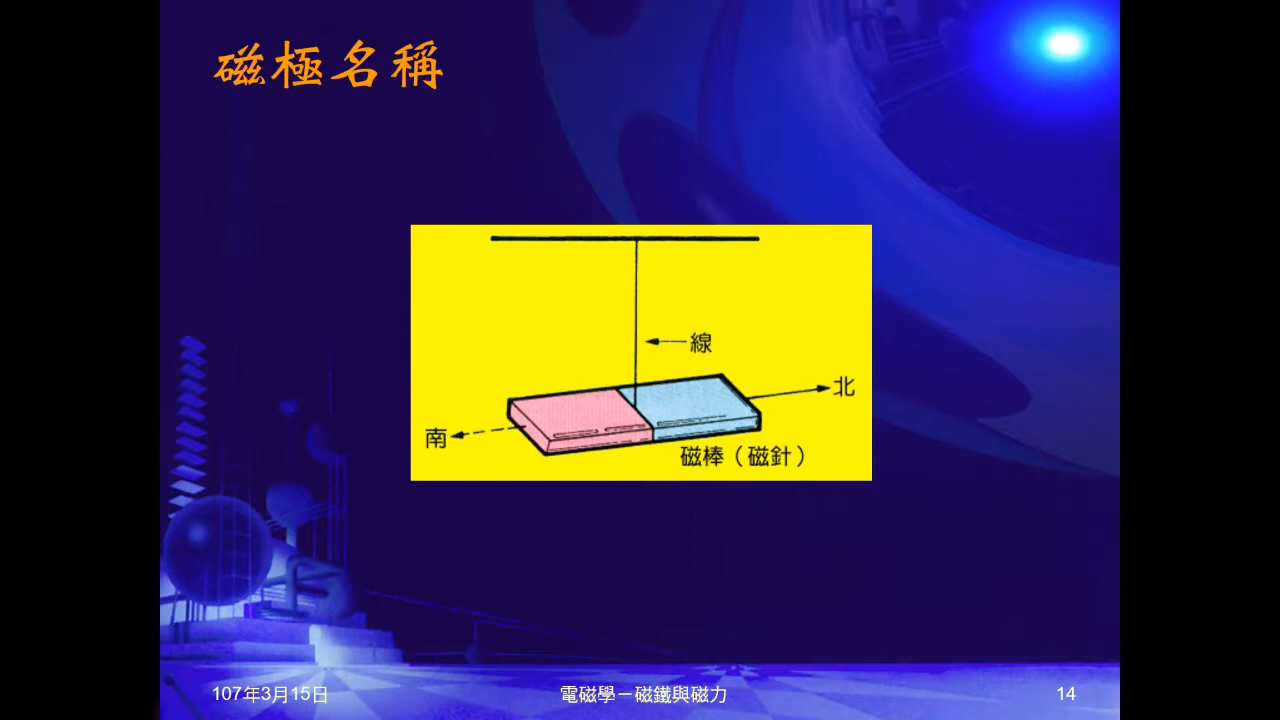 磁極名稱
線
北
南
磁棒（磁針）
107年3月15日
電磁學－磁鐵與磁力
14